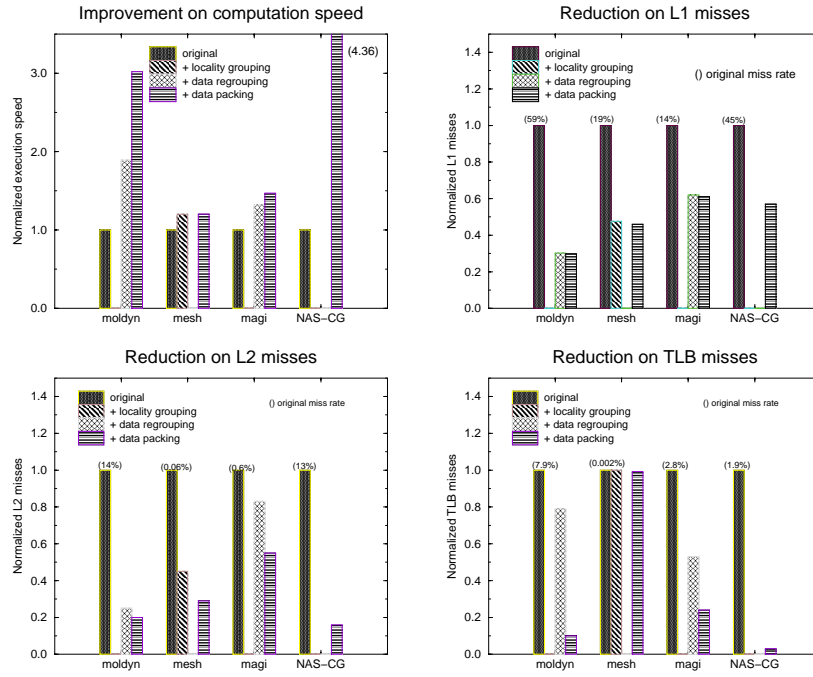 Improvement on computation speed
Normalized execution speed
3.0
2.0
1.0
0.0
original
+ locality grouping
+ data regrouping
+ data packing
(4.36)
moldyn mesh magi NAS−CG
Reduction on L1 misses
Normalized L1 misses
1.4
1.2
1.0
0.8
0.6
0.4
0.2
0.0
original
+ locality grouping
+ data regrouping
+ data packing
() original miss rate
(59%) (19%) (14%) (45%)
moldyn mesh magi NAS−CG
Reduction on L2 misses
Normalized L2 misses
1.4
1.2
1.0
0.8
0.6
0.4
0.2
0.0
original
+ locality grouping
+ data regrouping
+ data packing
() original miss rate
(14%) (0.06%) (0.6%) (13%)
moldyn mesh magi NAS−CG
Reduction on TLB misses
Normalized TLB misses
1.4
1.2
1.0
0.8
0.6
0.4
0.2
0.0
original
+ locality grouping
+ data regrouping
+ data packing
() original miss rate
(7.9%) (0.002%) (2.8%) (1.9%)
moldyn mesh magi NAS−CG